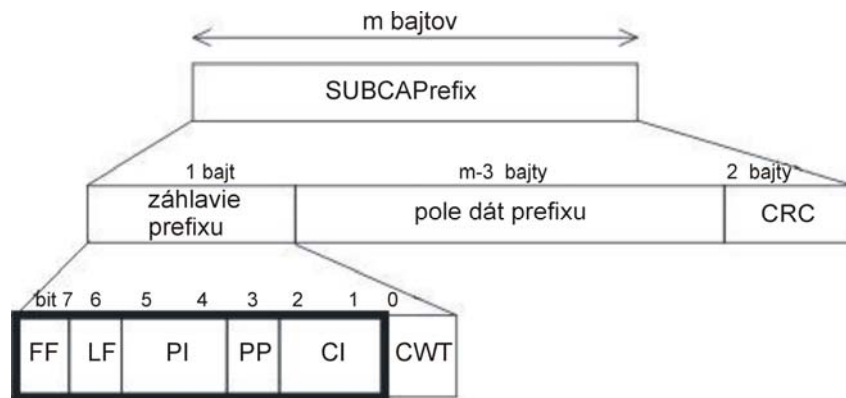 m bajtov
SUBCAPrefix
1 bajt m-3 bajty 2 bajty
záhlavie
prefixu
pole dát prefixu
CRC
bit 7 6 5 4 3 2 1 0
FF LF PI PP CI CWT